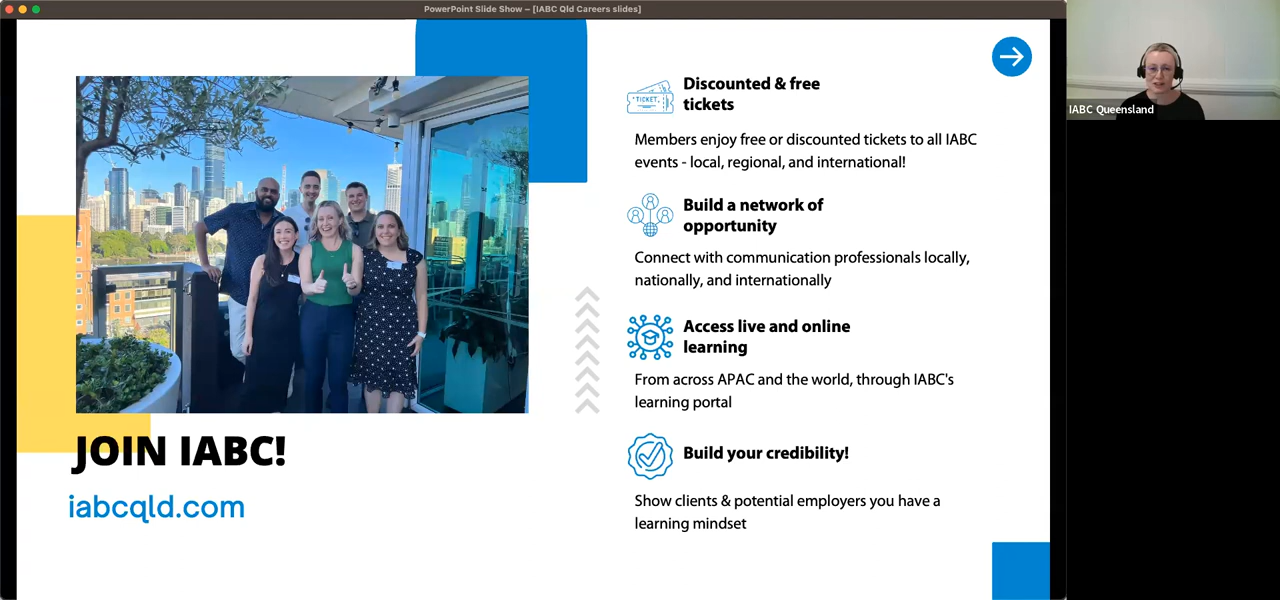 PowerPoint Slide Show – [IABC Qld Careers slides]
JOIN IABC!
iabcqld.com
TICKET
Discounted & free
tickets
Members enjoy free or discounted tickets to all IABC
events - local, regional, and international!
Build a network of
opportunity
Connect with communication professionals locally,
nationally, and internationally
Access live and online
learning
From across APAC and the world, through IABC's
learning portal
Build your credibility!
Show clients & potential employers you have a
learning mindset
IABC Queensland